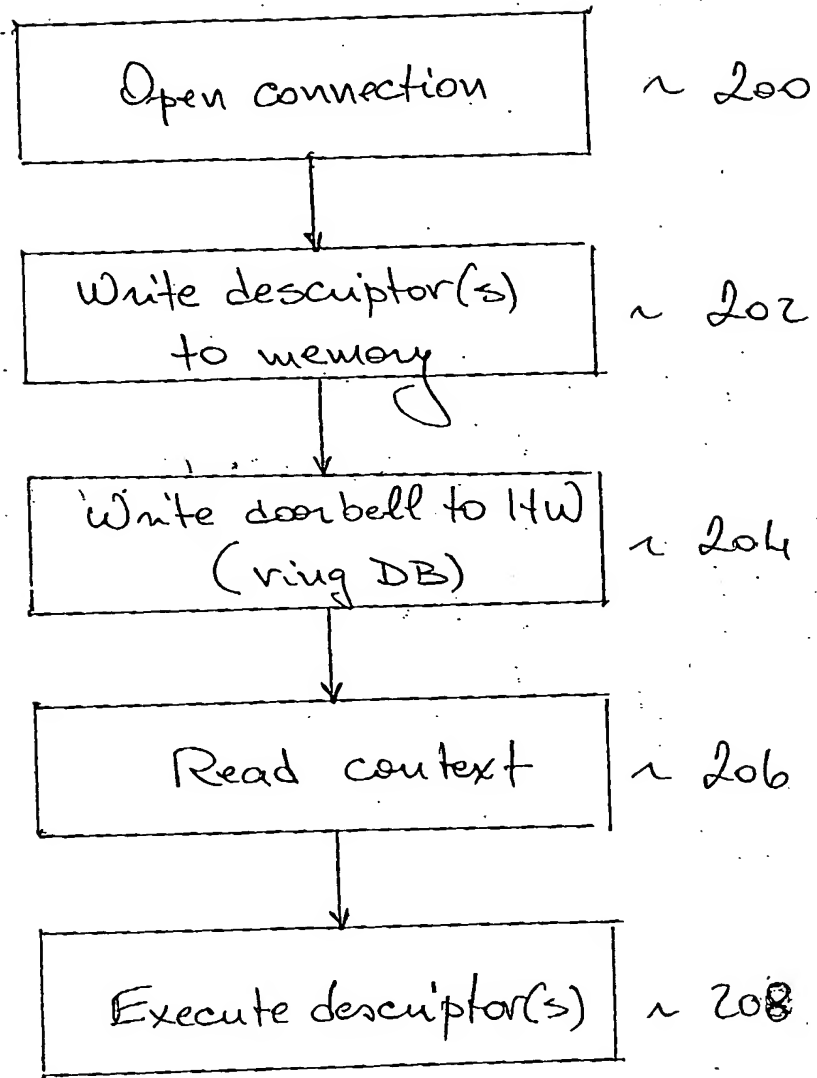 Open connection ~ 200
Write descriptor(s) ~ 202
to memory
Write doorbell to HW ~ 204
(ring DB)
Read context ~ 206
Execute descriptor(s) ~ 208